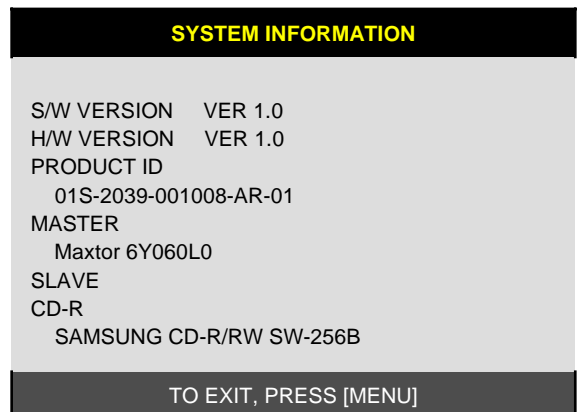 SYSTEM INFORMATION
S/W VERSION VER 1.0
H/W VERSION VER 1.0
PRODUCT ID
01S-2039-001008-AR-01
MASTER
Maxtor 6Y060L0
SLAVE
CD-R
SAMSUNG CD-R/RW SW-256B
TO EXIT, PRESS [MENU]